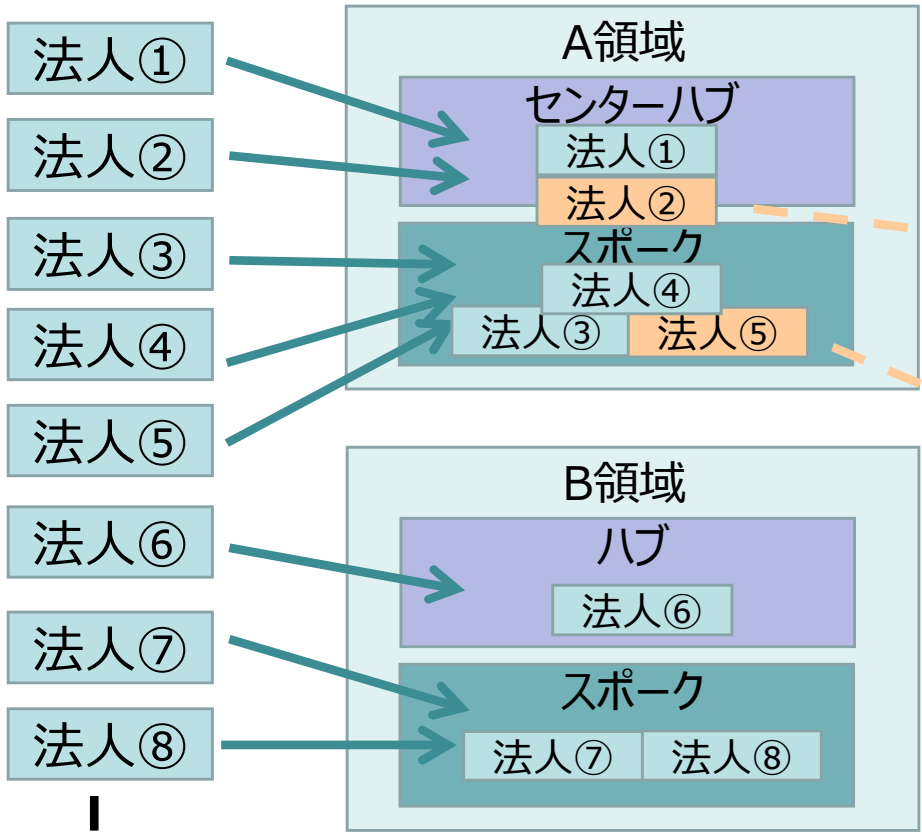 法人①
法人②
法人③
法人④
法人⑤
法人⑥
法人⑦
法人⑧
A領域
センターハブ
法人①
法人②
スポーク
法人④
法人③
法人⑤
B領域
ハブ
法人⑥
スポーク
法人⑦
法人⑧